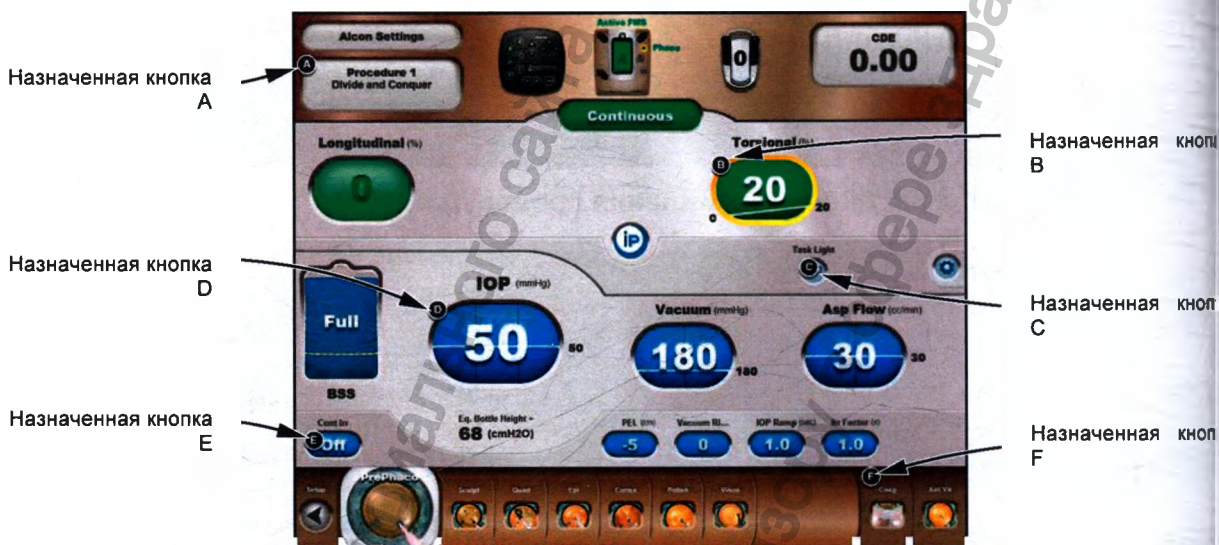 Alcon Settings
Procedure 1
Divide and Conquer
Active FMS
Phaco
0
CDE
0.00
Continuous
Назначенная кнопка
A
A
Longitudinal (%)
0
Torsional (%)
B
20
0
20
Назначенная
B
iP
Назначенная кнопка
D
Task Light
C
Назначенная
C
Full
BSS
IOP (mmHg)
D
50
50
Vacuum (mmHg)
180
180
Asp Flow (cc/min)
30
30
Назначенная кнопка
E
Cont Irr
E
Off
Eq. Bottle Height =
68 (cmH2O)
PEL (cm)
-5
Vacuum Ri...
0
IOP Ramp (sec)
1.0
Irr Factor (x)
1.0
Назначенная
F
F
Setup
PrePhaco
Sculpt
Quad
Epi
Cortex
Polish
Visco
Coag
Ant Vit